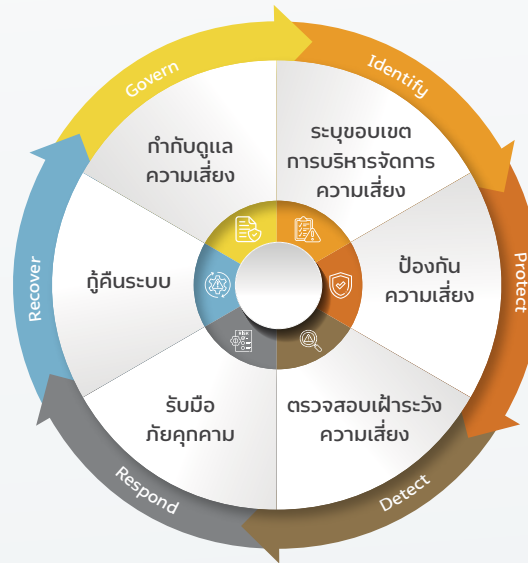 Govern
กำกับดูแล
ความเสี่ยง
Identify
ระบุขอบเขต
การบริหารจัดการ
ความเสี่ยง
Protect
ป้องกัน
ความเสี่ยง
Detect
ตรวจสอบเฝ้าระวัง
ความเสี่ยง
Respond
รับมือ
ภัยคุกคาม
Recover
กู้คืนระบบ